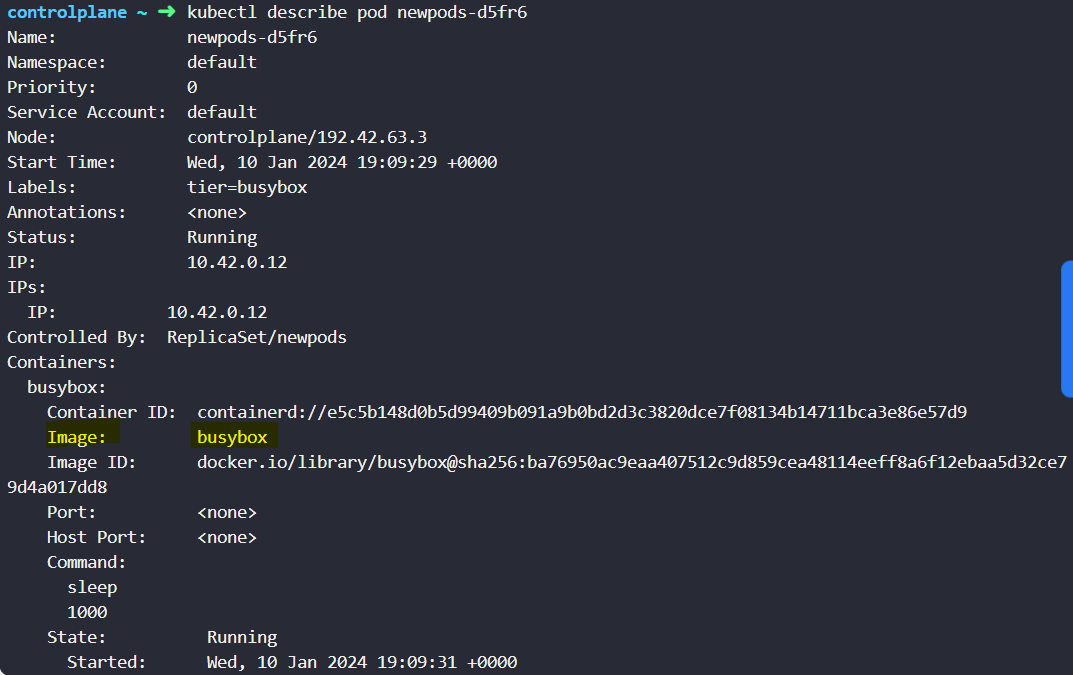 controlplane ~ ➜ kubectl describe pod newpods-d5fr6
Name:             newpods-d5fr6
Namespace:        default
Priority:         0
Service Account:  default
Node:             controlplane/192.42.63.3
Start Time:       Wed, 10 Jan 2024 19:09:29 +0000
Labels:           tier=busybox
Annotations:      <none>
Status:           Running
IP:               10.42.0.12
IPs:
  IP:           10.42.0.12
Controlled By:  ReplicaSet/newpods
Containers:
  busybox:
    Container ID:  containerd://e5c5b148d0b5d99409b091a9b0bd2d3c3820dce7f08134b14711bca3e86e57d9
    Image:         busybox
    Image ID:      docker.io/library/busybox@sha256:ba76950ac9eaa407512c9d859cea48114eeff8a6f12ebaa5d32ce7
9d4a017dd8
    Port:          <none>
    Host Port:     <none>
    Command:
      sleep
      1000
    State:          Running
      Started:      Wed, 10 Jan 2024 19:09:31 +0000